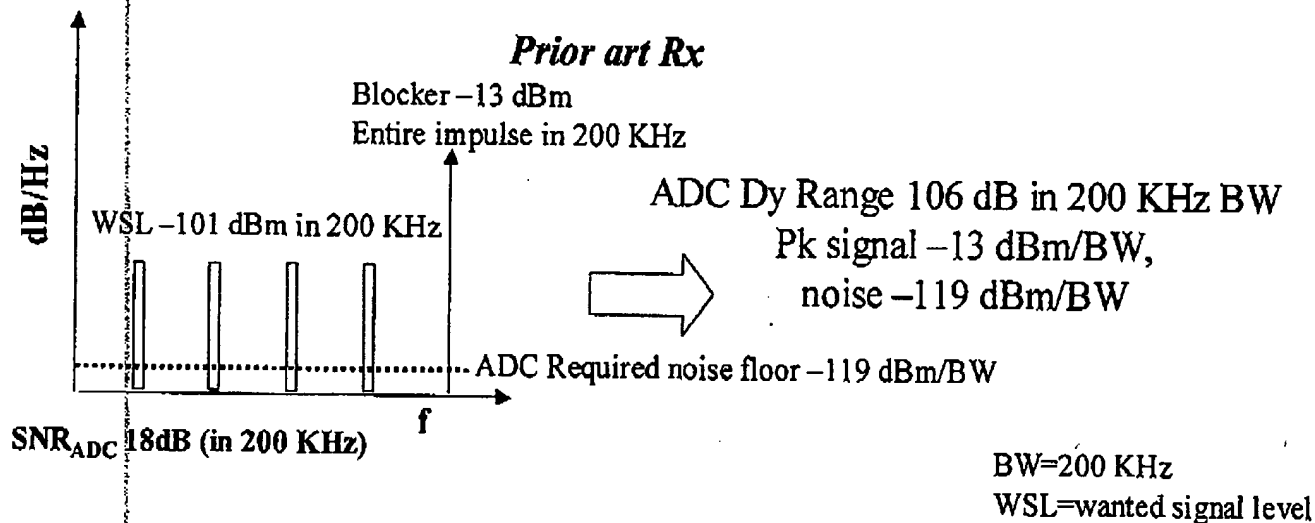 Prior art Rx
Blocker –13 dBm
Entire impulse in 200 KHz
dB/Hz
WSL –101 dBm in 200 KHz
ADC Dy Range 106 dB in 200 KHz BW
Pk signal –13 dBm/BW,
noise –119 dBm/BW
ADC Required noise floor –119 dBm/BW
f
SNRADC 18dB (in 200 KHz)
BW=200 KHz
WSL=wanted signal level